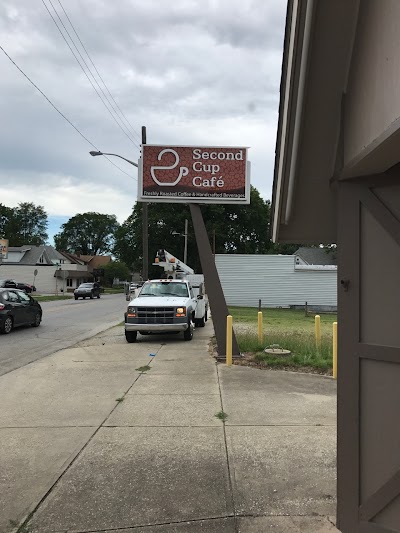 Second
Cup
Café
Freshly Roasted Coffee & Handcrafted Beverages